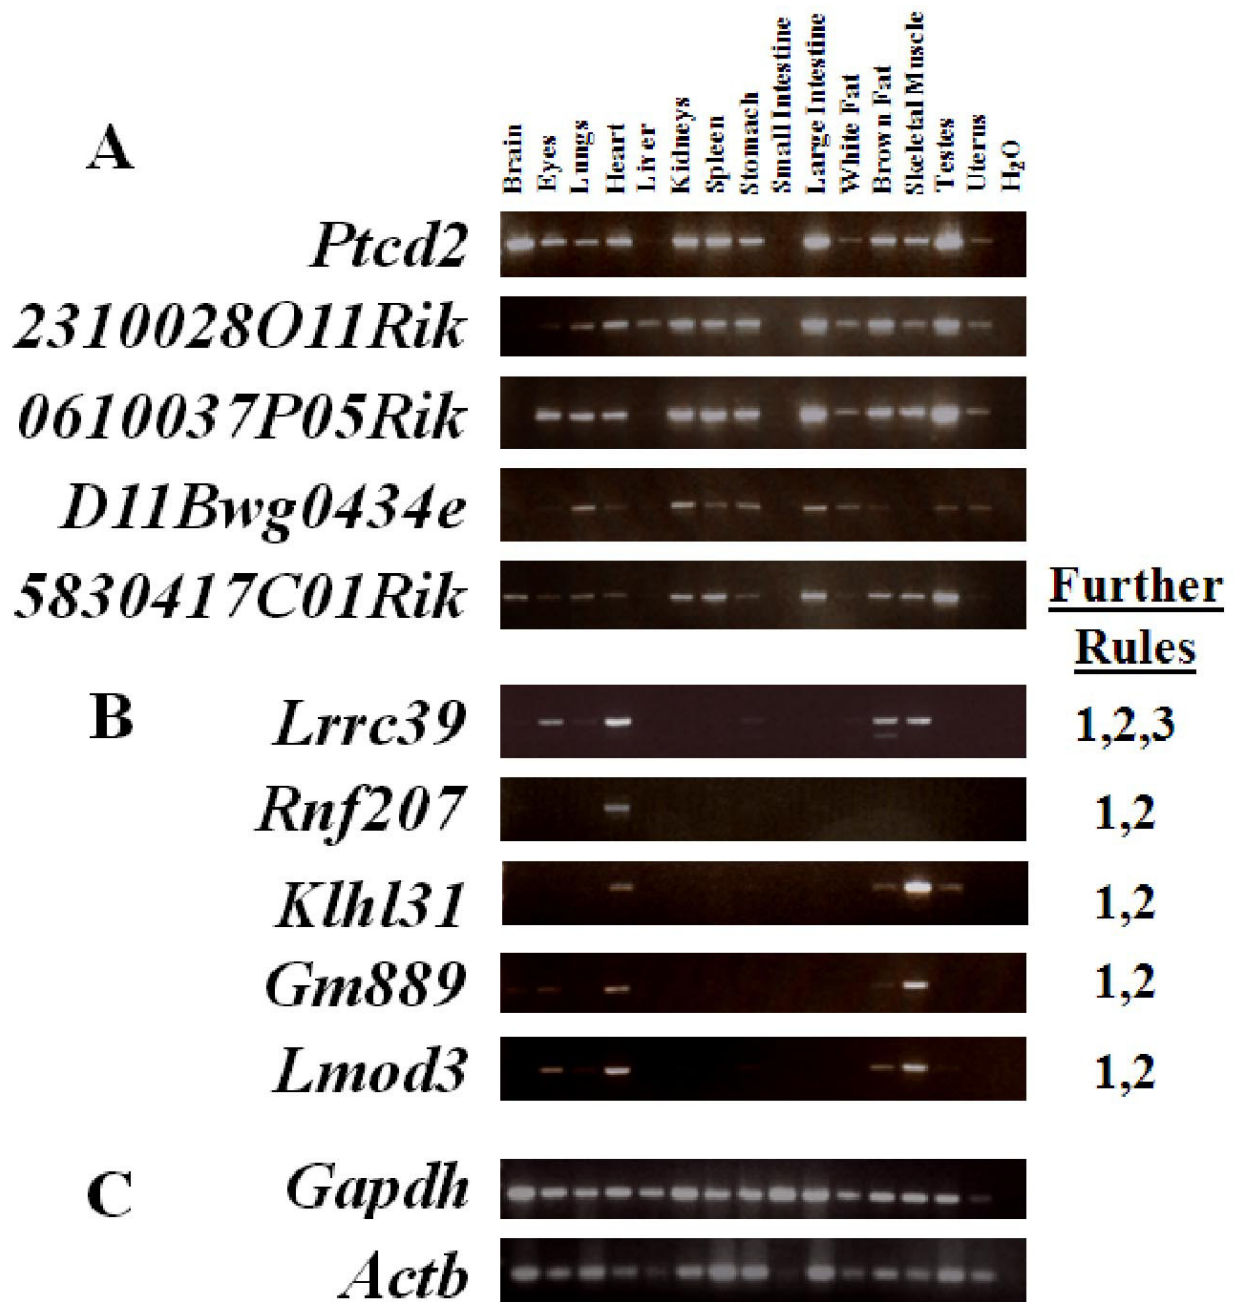 A
Brain
Eyes
Lungs
Heart
Liver
Kidneys
Spleen
Stomach
Small Intestine
Large Intestine
White Fat
Brown Fat
Skeletal Muscle
Testes
Uterus
H₂O
Ptcd2
2310028O11Rik
0610037P05Rik
D11Bwg0434e
5830417C01Rik
Further
Rules
B
Lrrc39 1,2,3
Rnf207 1,2
Klhl31 1,2
Gm889 1,2
Lmod3 1,2
C
Gapdh
Actb